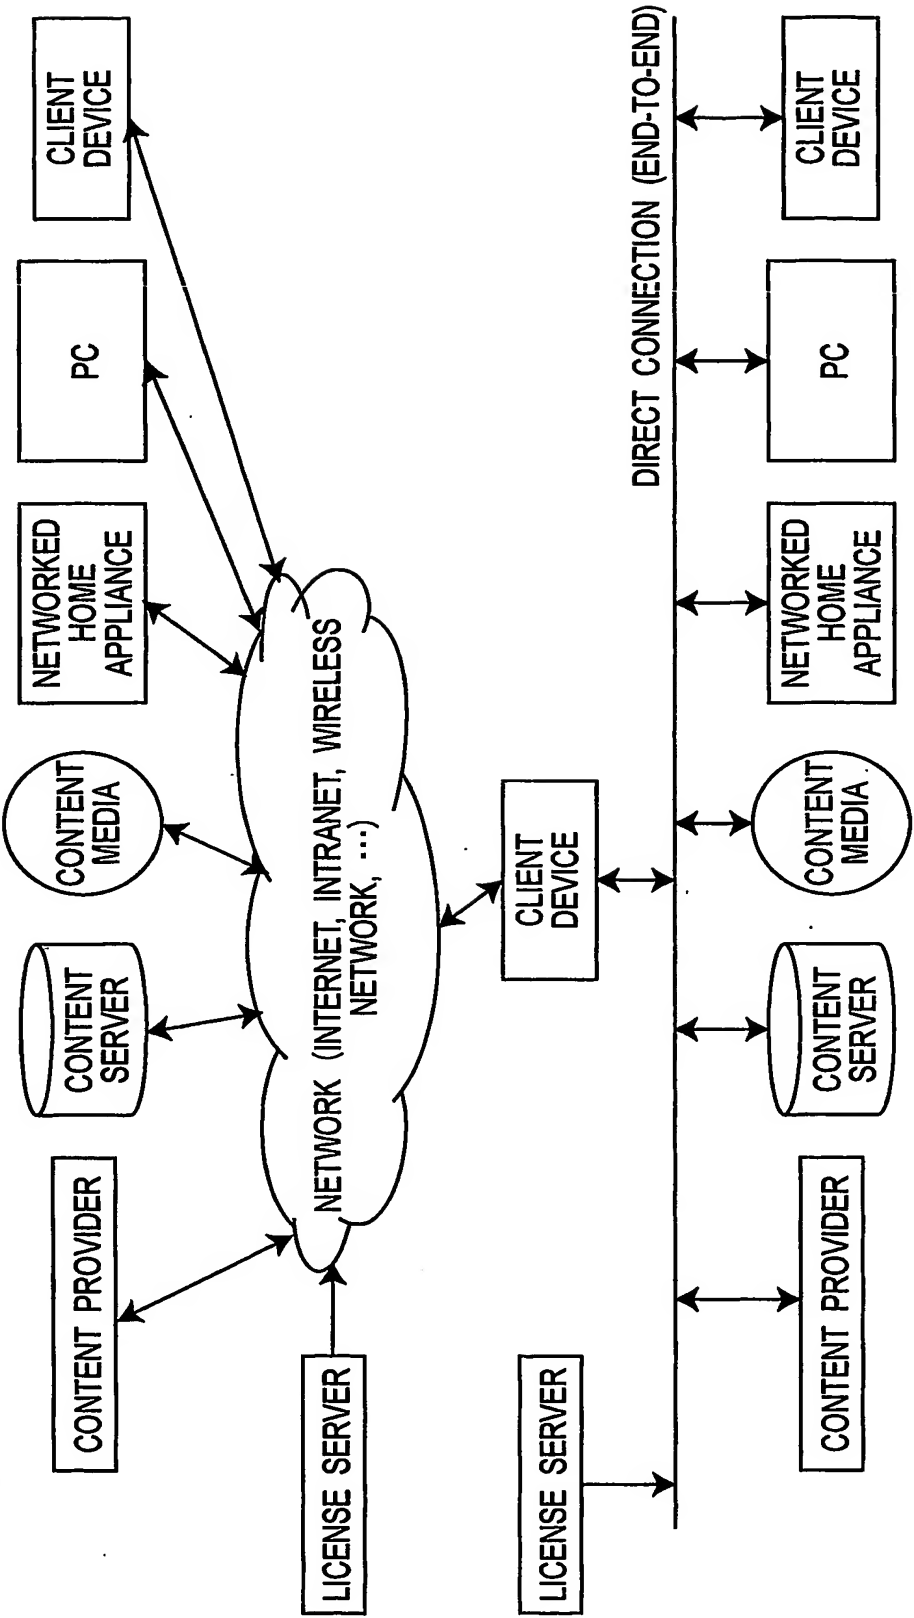 CONTENT PROVIDER
CONTENT
SERVER
CONTENT
MEDIA
NETWORKED
HOME
APPLIANCE
PC
CLIENT
DEVICE
LICENSE SERVER
NETWORK (INTERNET, INTRANET, WIRELESS
NETWORK, ···)
CLIENT
DEVICE
LICENSE SERVER
DIRECT CONNECTION (END-TO-END)
CONTENT PROVIDER
CONTENT
SERVER
CONTENT
MEDIA
NETWORKED
HOME
APPLIANCE
PC
CLIENT
DEVICE